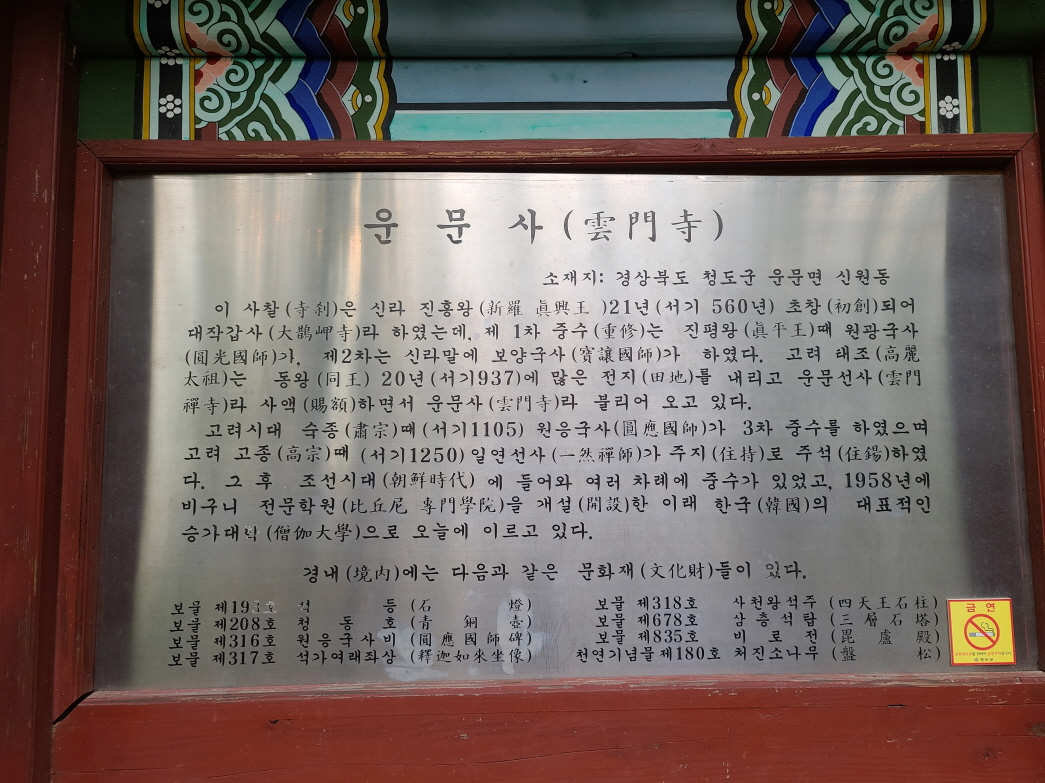 운 문 사 (雲門寺)
소재지: 경상북도 청도군 운문면 신원동
이 사찰(寺刹)은 신라 진흥왕(新羅 眞興王 )21년(서기 560년) 초창(初創)되어
대작갑사(大鵲岬寺)라 하였는데, 제 1차 중수(重修)는 진평왕(眞平王)때 원광국사
(圓光國師)가, 제2차는 신라말에 보양국사(寶讓國師)가 하였다. 고려 태조(高麗
太祖)는 동왕(同王) 20년(서기937)에 많은 전지(田地)를 내리고 운문선사(雲門
禪寺)라 사액(賜額)하면서 운문사(雲門寺)라 불리어 오고 있다.
고려시대 숙종(肅宗)때(서기1105) 원응국사(圓應國師)가 3차 중수를 하였으며
고려 고종(高宗)때 (서기1250)일연선사(一然禪師)가 주지(住持)로 주석(住錫)하였
다. 그 후 조선시대(朝鮮時代) 에 들어와 여러 차례에 중수가 있었고, 1958년에
비구니 전문학원(比丘尼 專門學院)을 개설(開設)한 이래 한국(韓國)의 대표적인
승가대학(僧伽大學)으로 오늘에 이르고 있다.
경내(境內)에는 다음과 같은 문화재(文化財)들이 있다.
보물 제193호 석 등 (石 燈)
보물 제208호 청 동 호 (靑 銅 壺)
보물 제316호 원응국사비 (圓應國師碑)
보물 제317호 석가여래좌상 (釋迦如來坐像)
보물 제318호 사천왕석주 (四天王石柱)
보물 제678호 삼층석탑 (三層石塔)
보물 제835호 비로전 (毘盧殿)
천연기념물제180호 처진소나무 (盤 松)
금 연